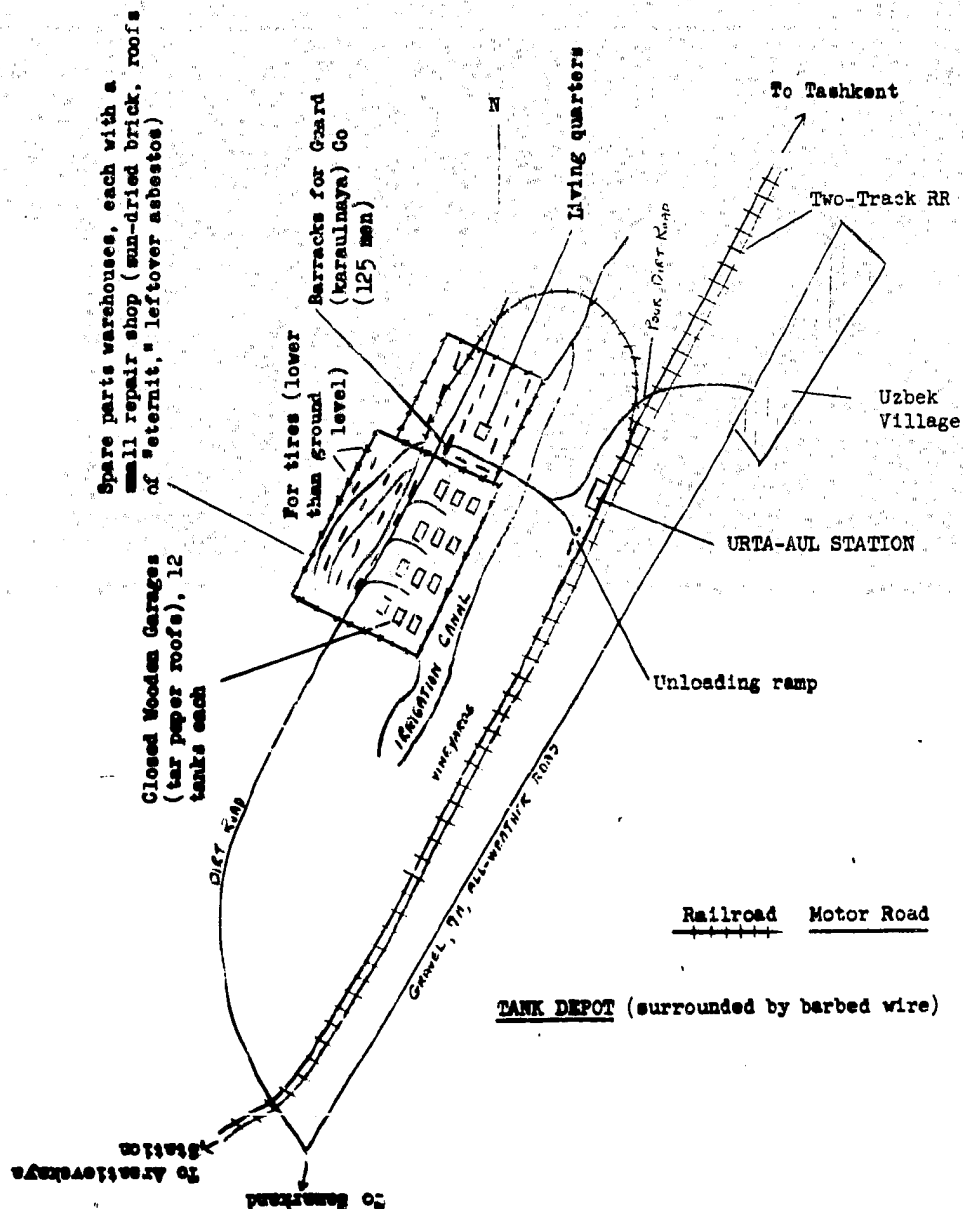 Spare parts warehouses, each with a
small repair shop (sun-dried brick, roofs
of "eternit," leftover asbestos)
Closed Wooden Garages
(tar paper roofs), 12
tanks each
For tires (lower
than ground
level)
Barracks for Guard
(karaulnaya) Co
(125 men)
N
Living quarters
To Tashkent
Two-Track RR
POOR DIRT ROAD
Uzbek
Village
URTA-AUL STATION
Unloading ramp
IRRIGATION CANAL
VINEYARDS
DIRT ROAD
GRAVEL, 9M, ALL-WEATHER ROAD
Railroad Motor Road
TANK DEPOT (surrounded by barbed wire)
To Arsatievskaya
Station
To Samarkand